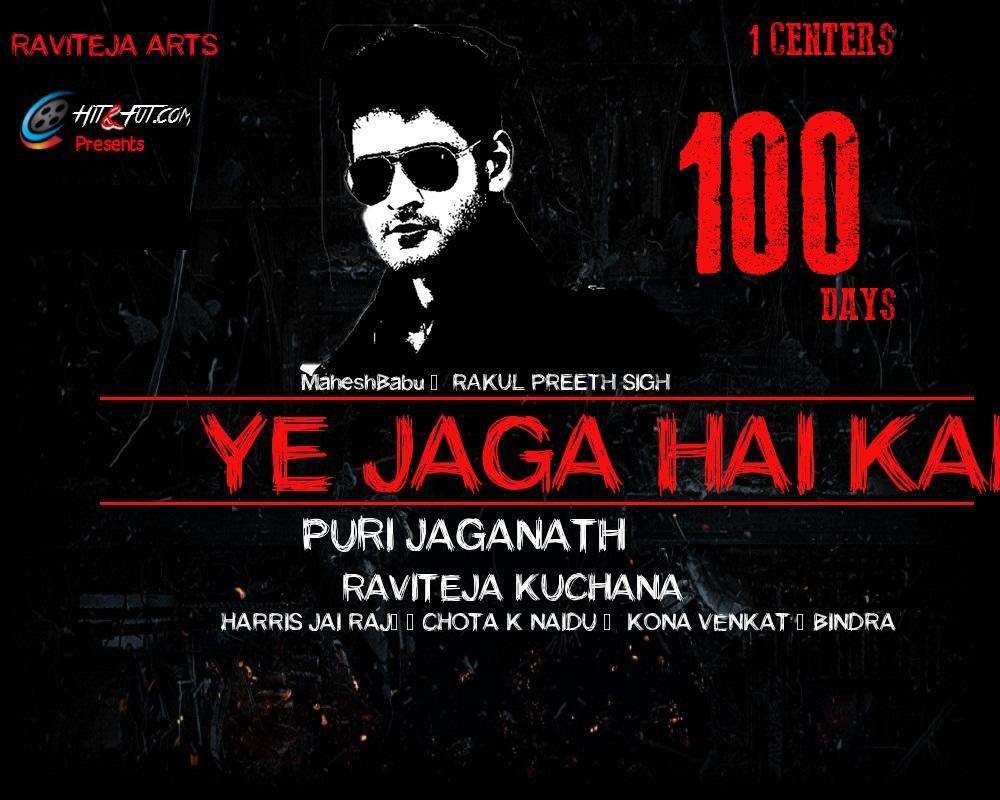 RAVITEJA ARTS
HIT&FUT.COM
Presents
1 CENTERS
100
DAYS
MaheshBabu RAKUL PREETH SIGH
YE JAGA HAI
PURI JAGANATH
RAVITEJA KUCHANA
HARRIS JAI RAJ CHOTA K NAIDU KONA VENKAT BINDRA